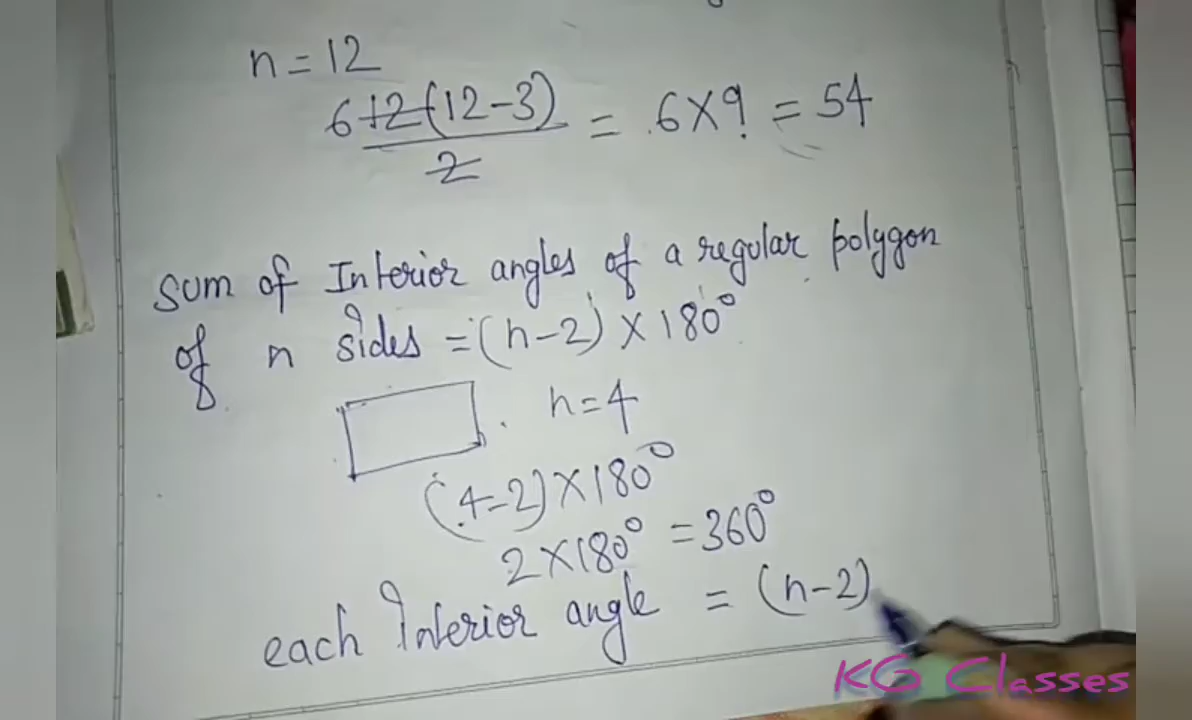 n = 12
6 12(12-3) = 6×9 = 54
2
sum of Interior angles of a regular polygon
of n sides = (n-2) × 180°
n=4
(4-2)×180°
2×180° = 360°
each Interior angle = (n-2)
KG Classes